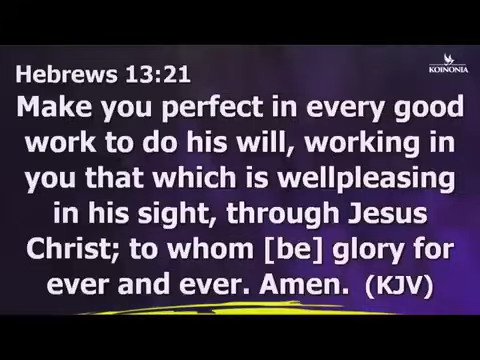 KOINONIA
Hebrews 13:21
Make you perfect in every good
work to do his will, working in
you that which is wellpleasing
in his sight, through Jesus
Christ; to whom [be] glory for
ever and ever. Amen. (KJV)